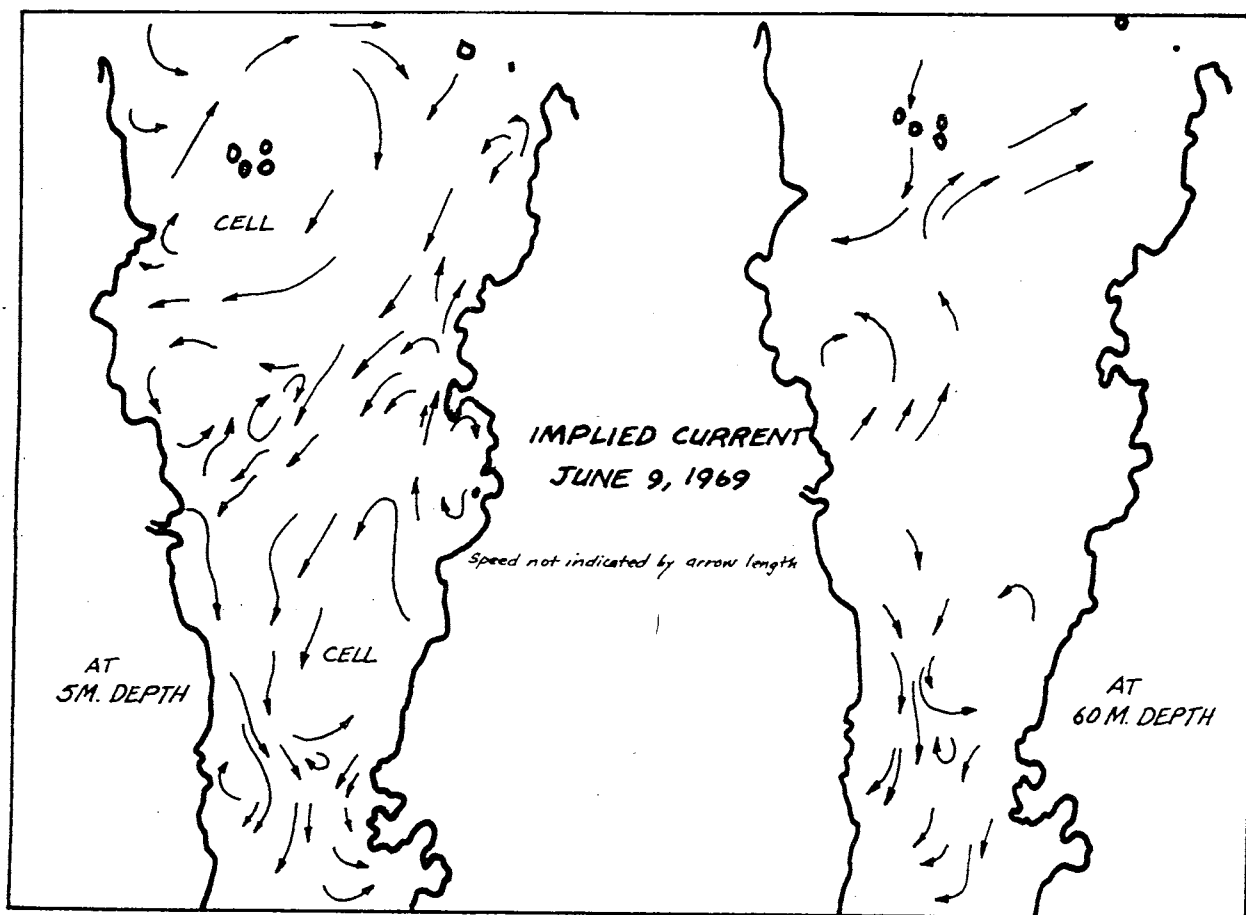 CELL
IMPLIED CURRENT
JUNE 9, 1969
Speed not indicated by arrow length
CELL
AT
5M. DEPTH
AT
60 M. DEPTH